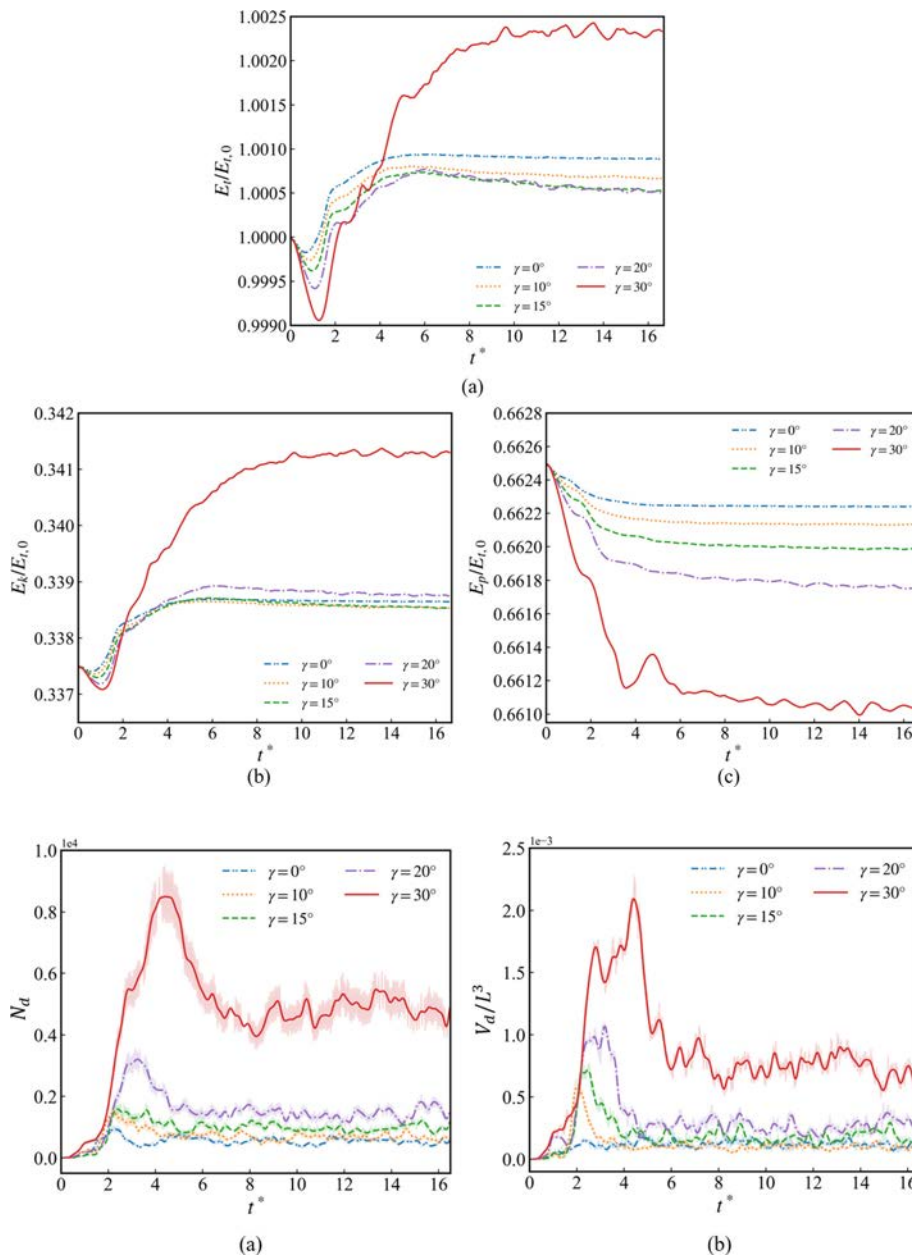 1.0025
1.0020
1.0015
1.0010
1.0005
1.0000
0.9995
0.9990
E_t/E_{t,0}
γ=0° γ=20°
γ=10° γ=30°
γ=15°
0 2 4 6 8 10 12 14 16
t*
(a)
0.342
0.341
0.340
0.339
0.338
0.337
E_k/E_{t,0}
γ=0° γ=20°
γ=10° γ=30°
γ=15°
0 2 4 6 8 10 12 14 16
t*
(b)
0.6628
0.6624
0.6622
0.6620
0.6618
0.6614
0.6612
0.6610
E_p/E_{t,0}
γ=0° γ=20°
γ=10° γ=30°
γ=15°
0 2 4 6 8 10 12 14 16
t*
(c)
1e4
1.0
0.8
0.6
0.4
0.2
0.0
N_d
γ=0° γ=20°
γ=10° γ=30°
γ=15°
0 2 4 6 8 10 12 14 16
t*
(a)
1e-3
2.5
2.0
1.5
1.0
0.5
0.0
V_d/L^3
γ=0° γ=20°
γ=10° γ=30°
γ=15°
0 2 4 6 8 10 12 14 16
t*
(b)